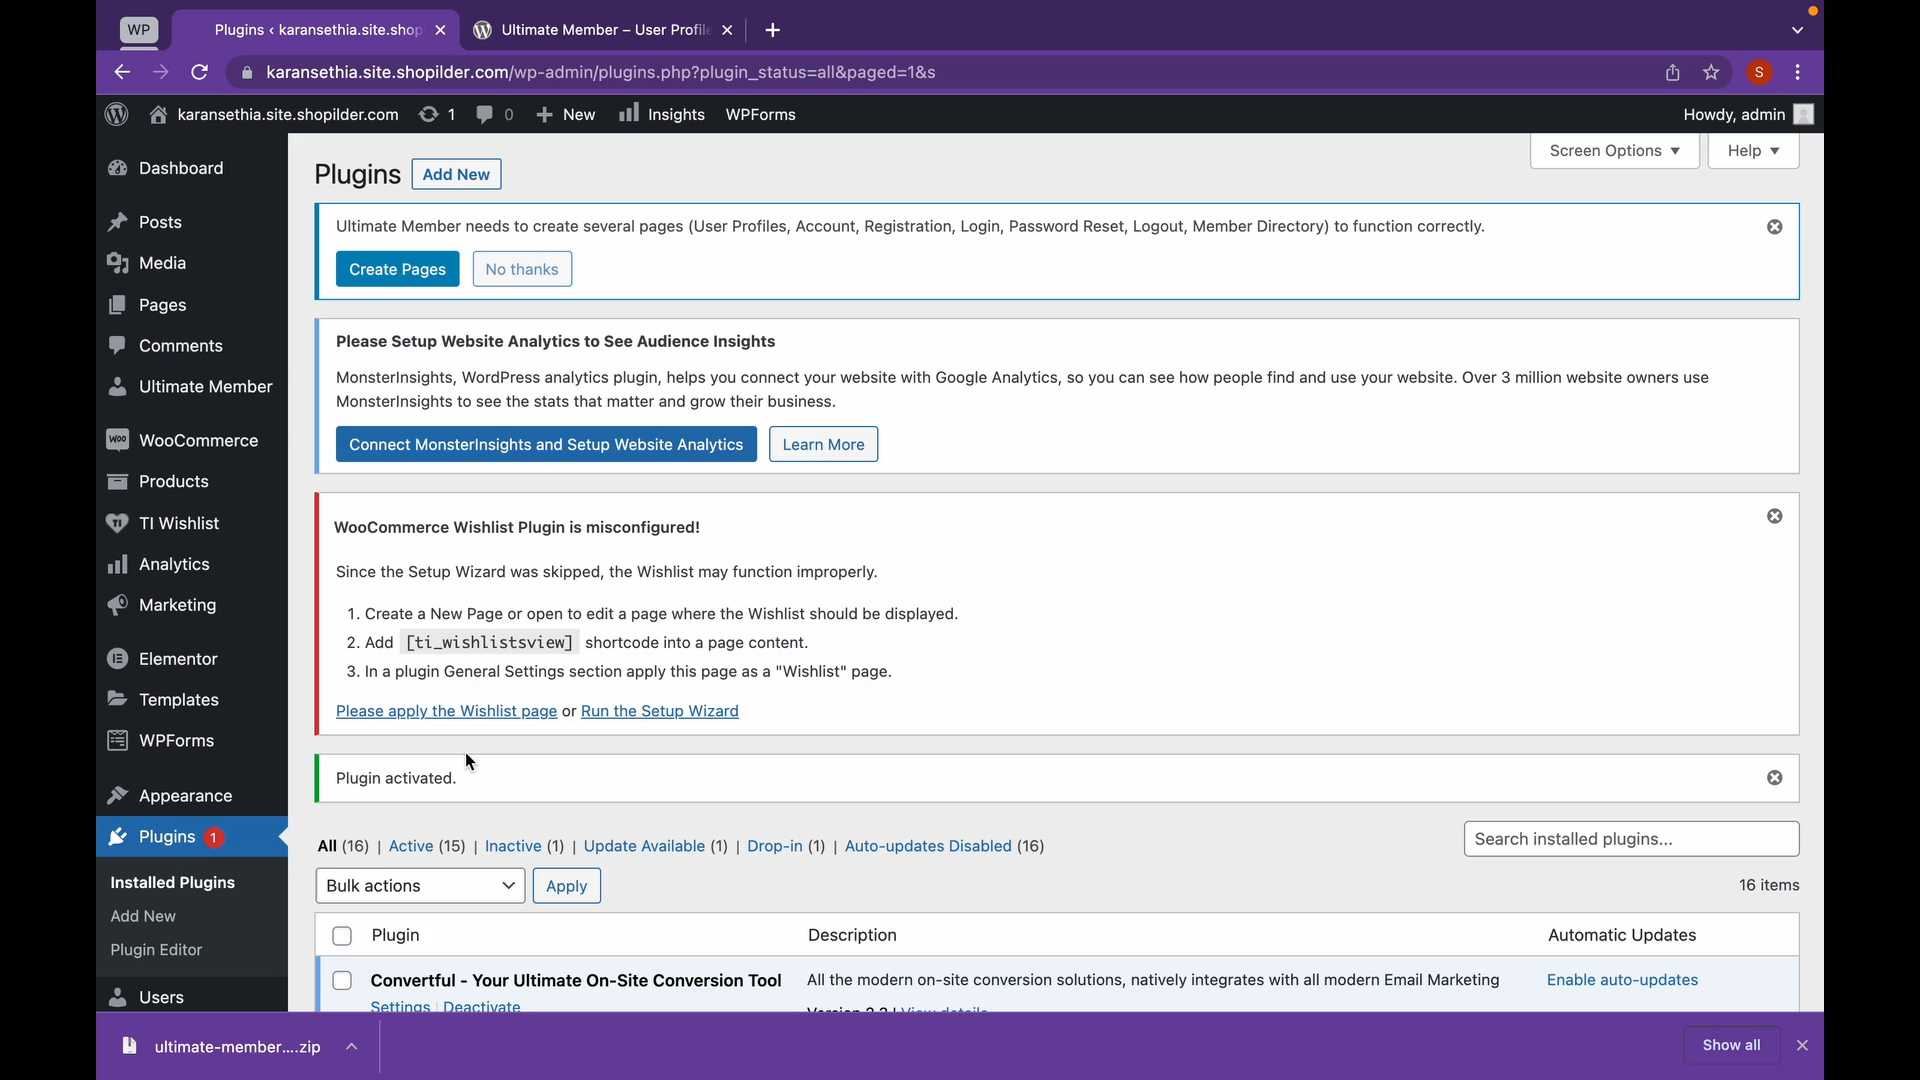 WP
Plugins ‹ karansethia.site.shop
Ultimate Member – User Profile
karansethia.site.shopilder.com/wp-admin/plugins.php?plugin_status=all&paged=1&s
S
karansethia.site.shopilder.com
1
0
New
Insights
WPForms
Howdy, admin
Dashboard
Posts
Media
Pages
Comments
Ultimate Member
WooCommerce
Products
TI Wishlist
Analytics
Marketing
Elementor
Templates
WPForms
Appearance
Plugins 1
Installed Plugins
Add New
Plugin Editor
Users
Screen Options
Help
Plugins
Add New
Ultimate Member needs to create several pages (User Profiles, Account, Registration, Login, Password Reset, Logout, Member Directory) to function correctly.
Create Pages
No thanks
Please Setup Website Analytics to See Audience Insights
MonsterInsights, WordPress analytics plugin, helps you connect your website with Google Analytics, so you can see how people find and use your website. Over 3 million website owners use
MonsterInsights to see the stats that matter and grow their business.
Connect MonsterInsights and Setup Website Analytics
Learn More
WooCommerce Wishlist Plugin is misconfigured!
Since the Setup Wizard was skipped, the Wishlist may function improperly.
1. Create a New Page or open to edit a page where the Wishlist should be displayed.
2. Add [ti_wishlistsview] shortcode into a page content.
3. In a plugin General Settings section apply this page as a "Wishlist" page.
Please apply the Wishlist page or Run the Setup Wizard
Plugin activated.
All (16) | Active (15) | Inactive (1) | Update Available (1) | Drop-in (1) | Auto-updates Disabled (16)
Search installed plugins...
Bulk actions
Apply
16 items
Plugin
Description
Automatic Updates
Convertful - Your Ultimate On-Site Conversion Tool
All the modern on-site conversion solutions, natively integrates with all modern Email Marketing
Enable auto-updates
Settings | Deactivate
View details
ultimate-member....zip
Show all